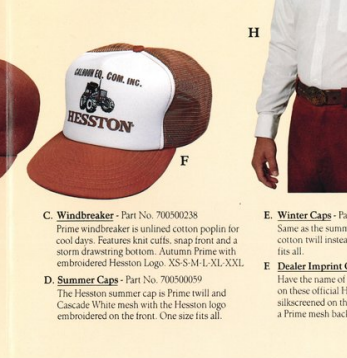 H
CALHOUN EQ. COM. INC.
HESSTON
F
C. Windbreaker - Part No. 700500238
Prime windbreaker is unlined cotton poplin for
cool days. Features knit cuffs, snap front and a
storm drawstring bottom. Autumn Prime with
embroidered Hesston Logo. XS-S-M-L-XL-XXL
D. Summer Caps - Part No. 700500059
The Hesston summer cap is Prime twill and
Cascade White mesh with the Hesston logo
embroidered on the front. One size fits all.
E. Winter Caps - Pa
Same as the summ
cotton twill instea
fits all.
F. Dealer Imprint C
Have the name of
on these official H
silkscreened on th
a Prime mesh back